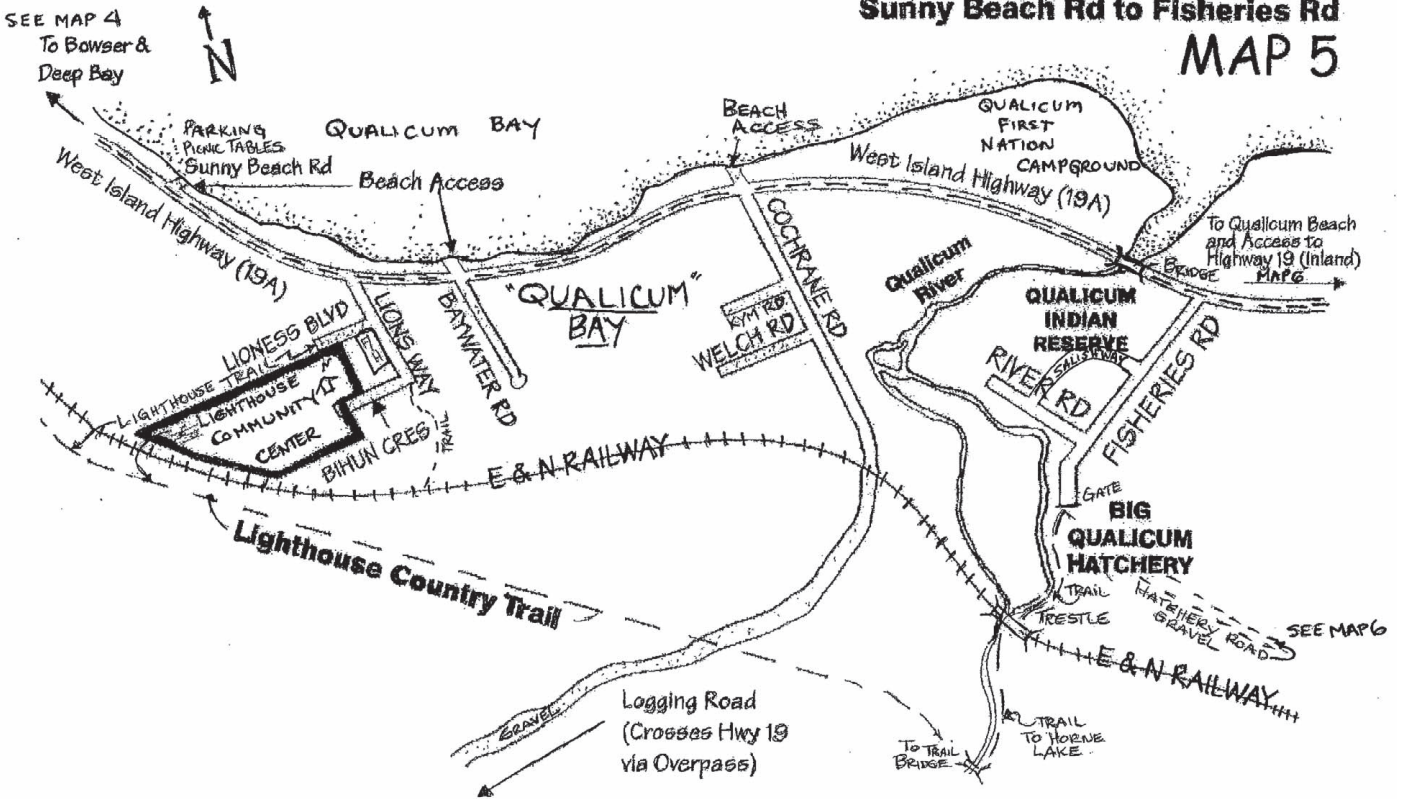 SEE MAP 4
To Bowser &
Deep Bay
N
Sunny Beach Rd to Fisheries Rd
MAP 5
PARKING
PICNIC TABLES
Sunny Beach Rd
QUALICUM BAY
Beach Access
BEACH
ACCESS
QUALICUM
FIRST
NATION
CAMPGROUND
West Island Highway (19A)
West Island Highway (19A)
To Qualicum Beach
and Access to
Highway 19 (Inland)
MAP 6
BRIDGE
COCHRANE RD
Qualicum
River
"QUALICUM"
BAY
KYM RD.
WELCH RD
QUALICUM
INDIAN
RESERVE
SALISH WAY
RIVER RD
FISHERIES RD
LIONESS BLVD
LIONS WAY
BAYWATER RD
LIGHTHOUSE TRAIL
LIGHTHOUSE
COMMUNITY
CENTER
BIHUN CRES
TRAIL
E & N RAILWAY
GATE
BIG
QUALICUM
HATCHERY
Lighthouse Country Trail
TRAIL
TRESTLE
HATCHERY ROAD
GRAVEL
SEE MAP 6
E & N RAILWAY
GRAVEL
Logging Road
(Crosses Hwy 19
via Overpass)
TRAIL
TO HORNE
LAKE
To TRAIL
BRIDGE